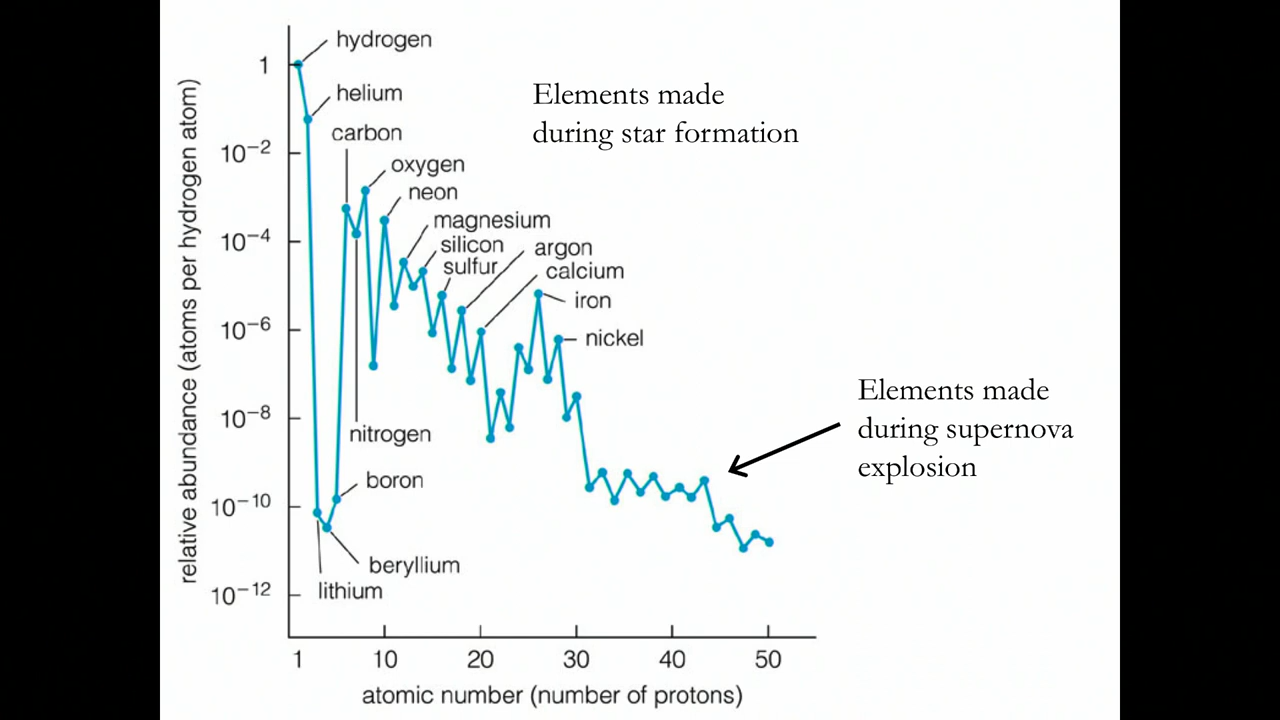 hydrogen
helium
carbon
oxygen
neon
magnesium
silicon
sulfur
argon
calcium
iron
nickel
nitrogen
boron
beryllium
lithium
Elements made
during star formation
Elements made
during supernova
explosion
relative abundance (atoms per hydrogen atom)
1
10⁻²
10⁻⁴
10⁻⁶
10⁻⁸
10⁻¹⁰
10⁻¹²
1 10 20 30 40 50
atomic number (number of protons)